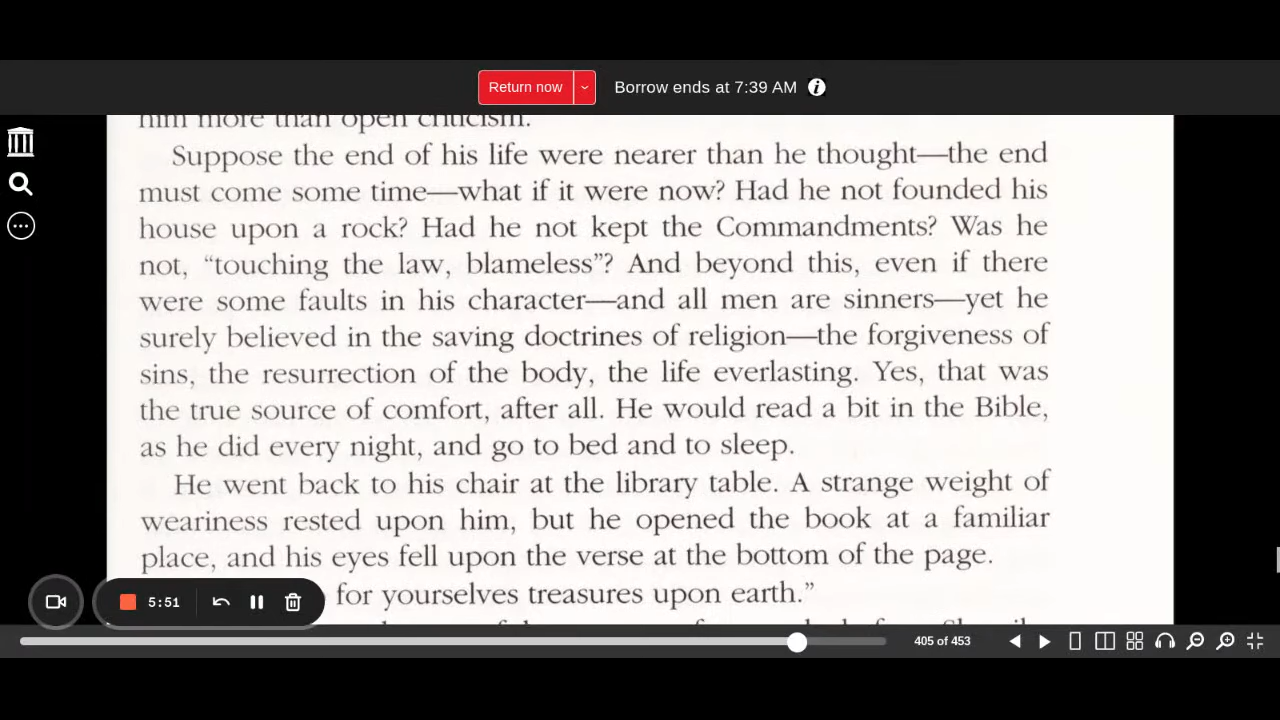 Return now
Borrow ends at 7:39 AM
him more than open criticism.
Suppose the end of his life were nearer than he thought—the end
must come some time—what if it were now? Had he not founded his
house upon a rock? Had he not kept the Commandments? Was he
not, “touching the law, blameless”? And beyond this, even if there
were some faults in his character—and all men are sinners—yet he
surely believed in the saving doctrines of religion—the forgiveness of
sins, the resurrection of the body, the life everlasting. Yes, that was
the true source of comfort, after all. He would read a bit in the Bible,
as he did every night, and go to bed and to sleep.
He went back to his chair at the library table. A strange weight of
weariness rested upon him, but he opened the book at a familiar
place, and his eyes fell upon the verse at the bottom of the page.
for yourselves treasures upon earth.”
5:51
405 of 453